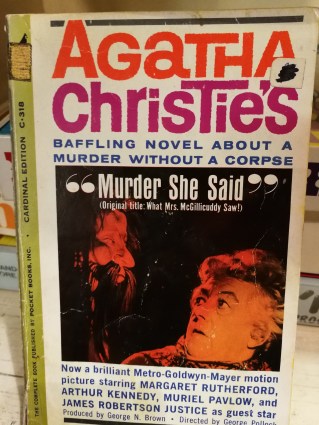 AGATHA
CHRISTIE'S
BAFFLING NOVEL ABOUT A
MURDER WITHOUT A CORPSE
“Murder She Said”
(Original title: What Mrs. McGillicuddy Saw!)
Now a brilliant Metro-Goldwyn-Mayer motion
picture starring MARGARET RUTHERFORD,
ARTHUR KENNEDY, MURIEL PAVLOW, and
JAMES ROBERTSON JUSTICE as guest star
Produced by George N. Brown • Directed by George Pollock
THE COMPLETE BOOK PUBLISHED BY POCKET BOOKS, INC. • CARDINAL EDITION C-318